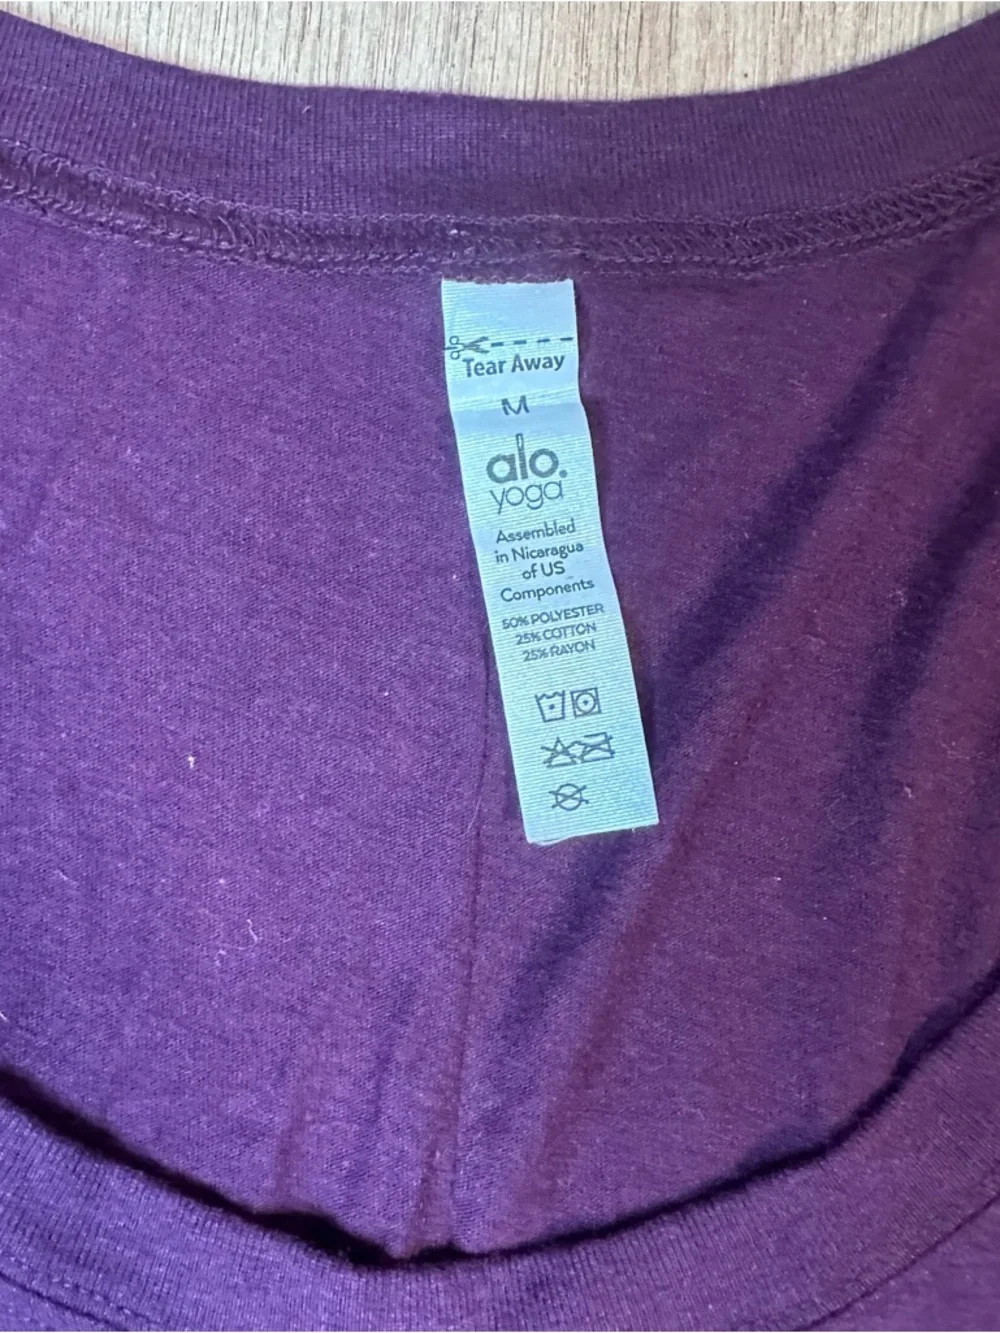 Tear Away
M
alo.
yoga
Assembled
in Nicaragua
of US
Components
50% POLYESTER
25% COTTON
25% RAYON